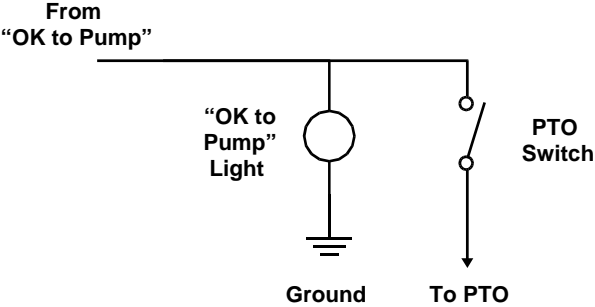 From
“OK to Pump”
“OK to
Pump”
Light
PTO
Switch
Ground
To PTO